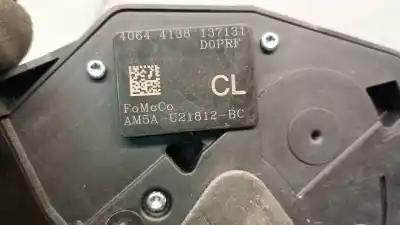 4064 4138 137131
DOPRF
CL
FoMoCo
AM5A-U21812-BC